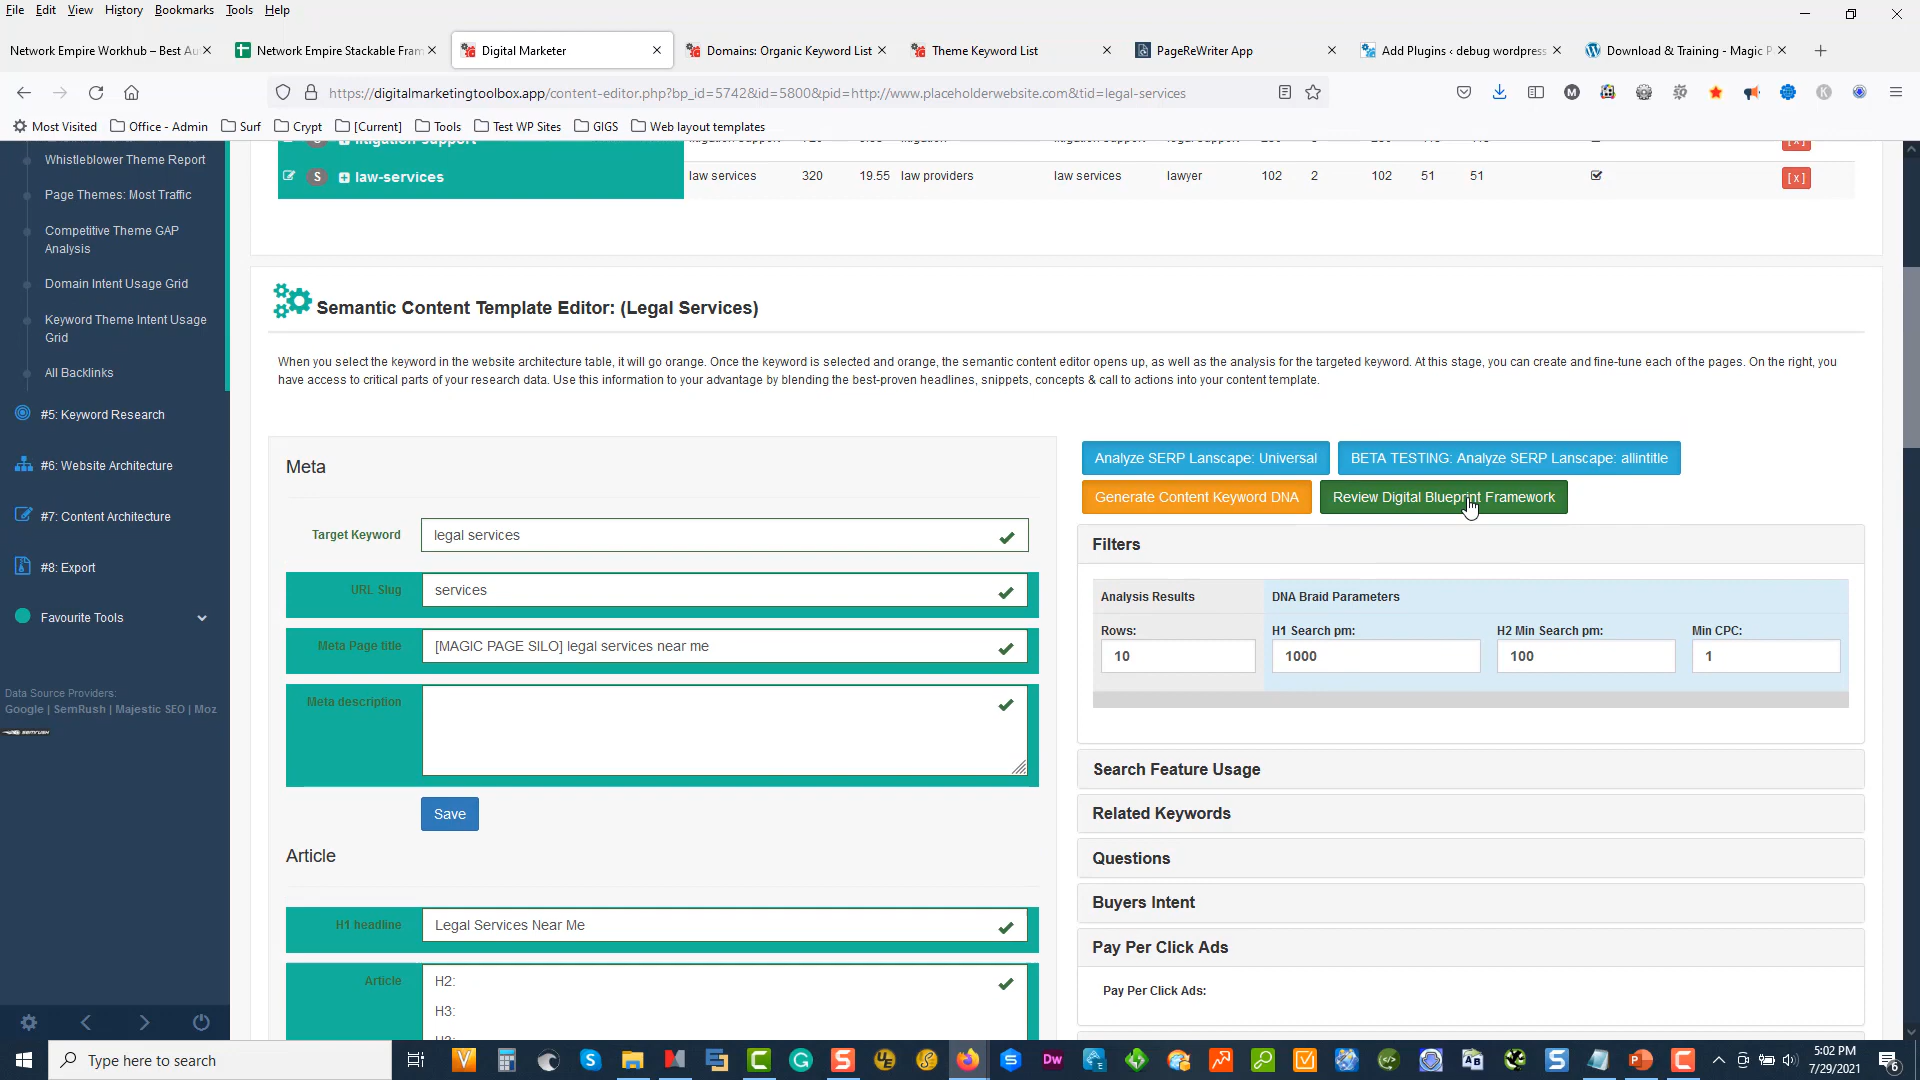 File Edit View History Bookmarks Tools Help
Network Empire Workhub – Best Au
Network Empire Stackable Fram
Digital Marketer
Domains: Organic Keyword List
Theme Keyword List
PageReWriter App
Add Plugins ‹ debug wordpress
Download & Training - Magic P
https://digitalmarketingtoolbox.app/content-editor.php?bp_id=5742&id=5800&pid=http://www.placeholderwebsite.com&tid=legal-services
Most Visited Office - Admin Surf Crypt [Current] Tools Test WP Sites GIGS Web layout templates
Whistleblower Theme Report
Page Themes: Most Traffic
Competitive Theme GAP
Analysis
Domain Intent Usage Grid
Keyword Theme Intent Usage
Grid
All Backlinks
#5: Keyword Research
#6: Website Architecture
#7: Content Architecture
#8: Export
Favourite Tools
Data Source Providers:
Google | SemRush | Majestic SEO | Moz
SEMRUSH
S law-services law services 320 19.55 law providers law services lawyer 102 2 102 51 51 [x]
Semantic Content Template Editor: (Legal Services)
When you select the keyword in the website architecture table, it will go orange. Once the keyword is selected and orange, the semantic content editor opens up, as well as the analysis for the targeted keyword. At this stage, you can create and fine-tune each of the pages. On the right, you
have access to critical parts of your research data. Use this information to your advantage by blending the best-proven headlines, snippets, concepts & call to actions into your content template.
Meta
Target Keyword legal services
URL Slug services
Meta Page title [MAGIC PAGE SILO] legal services near me
Meta description
Save
Article
H1 headline Legal Services Near Me
Article H2:
H3:
Analyze SERP Lanscape: Universal BETA TESTING: Analyze SERP Lanscape: allintitle
Generate Content Keyword DNA Review Digital Blueprint Framework
Filters
Analysis Results DNA Braid Parameters
Rows: H1 Search pm: H2 Min Search pm: Min CPC:
10 1000 100 1
Search Feature Usage
Related Keywords
Questions
Buyers Intent
Pay Per Click Ads
Pay Per Click Ads:
Type here to search
Dw
5:02 PM
7/29/2021
6